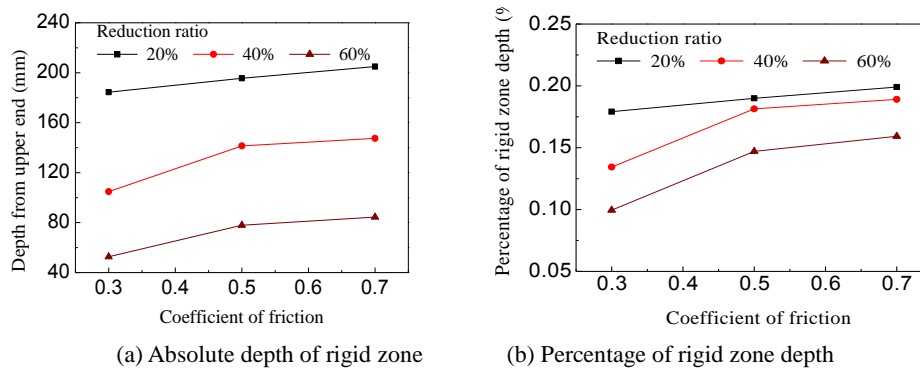 240
200
160
120
80
40
Depth from upper end (mm)
Reduction ratio
20% 40% 60%
0.3 0.4 0.5 0.6 0.7
Coefficient of friction
(a) Absolute depth of rigid zone
0.25
0.20
0.15
0.10
0.05
Percentage of rigid zone depth (%
Reduction ratio
20% 40% 60%
0.3 0.4 0.5 0.6 0.7
Coefficient of friction
(b) Percentage of rigid zone depth